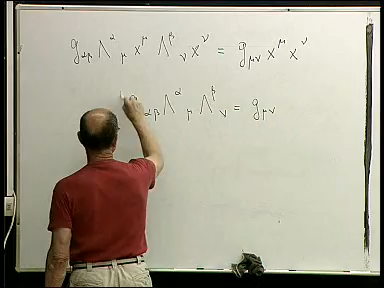 g_{αβ} Λ^α_μ x^μ Λ^β_ν x^ν = g_{μν} x^μ x^ν
g_{αβ} Λ^α_μ Λ^β_ν = g_{μν}